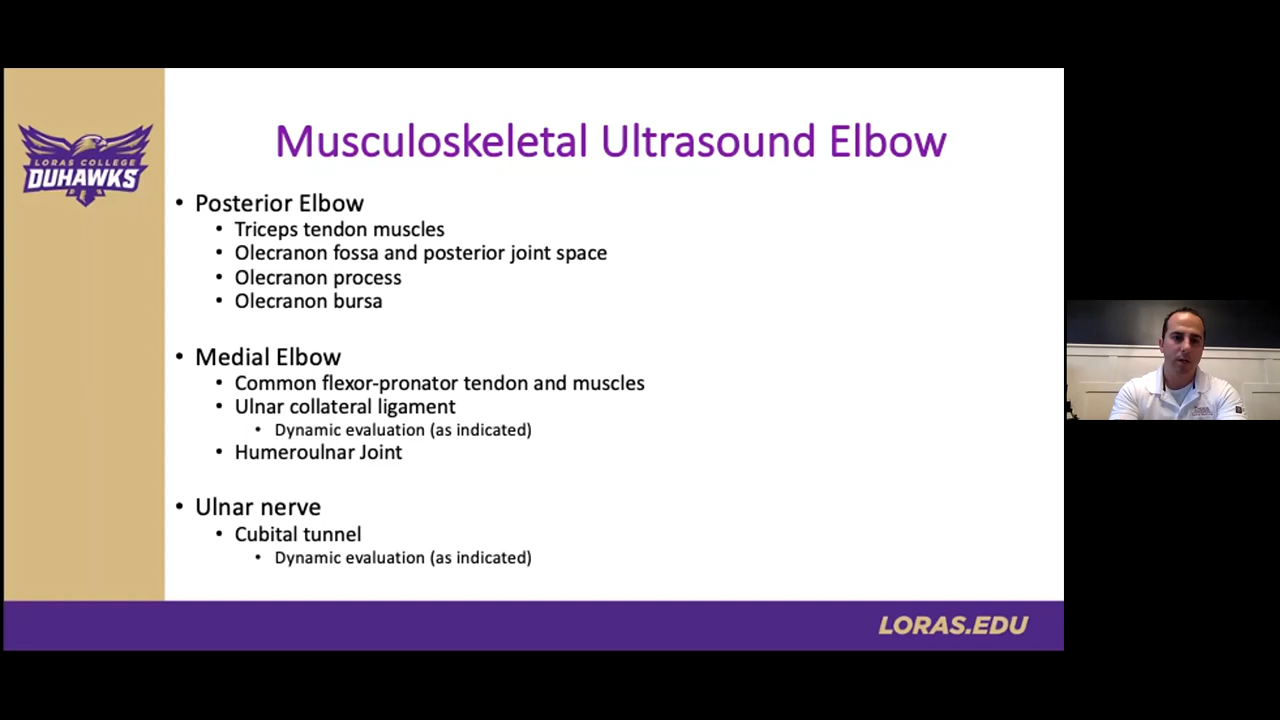 LORAS COLLEGE
DUHAWKS
Musculoskeletal Ultrasound Elbow
• Posterior Elbow
• Triceps tendon muscles
• Olecranon fossa and posterior joint space
• Olecranon process
• Olecranon bursa
• Medial Elbow
• Common flexor-pronator tendon and muscles
• Ulnar collateral ligament
• Dynamic evaluation (as indicated)
• Humeroulnar Joint
• Ulnar nerve
• Cubital tunnel
• Dynamic evaluation (as indicated)
LORAS.EDU